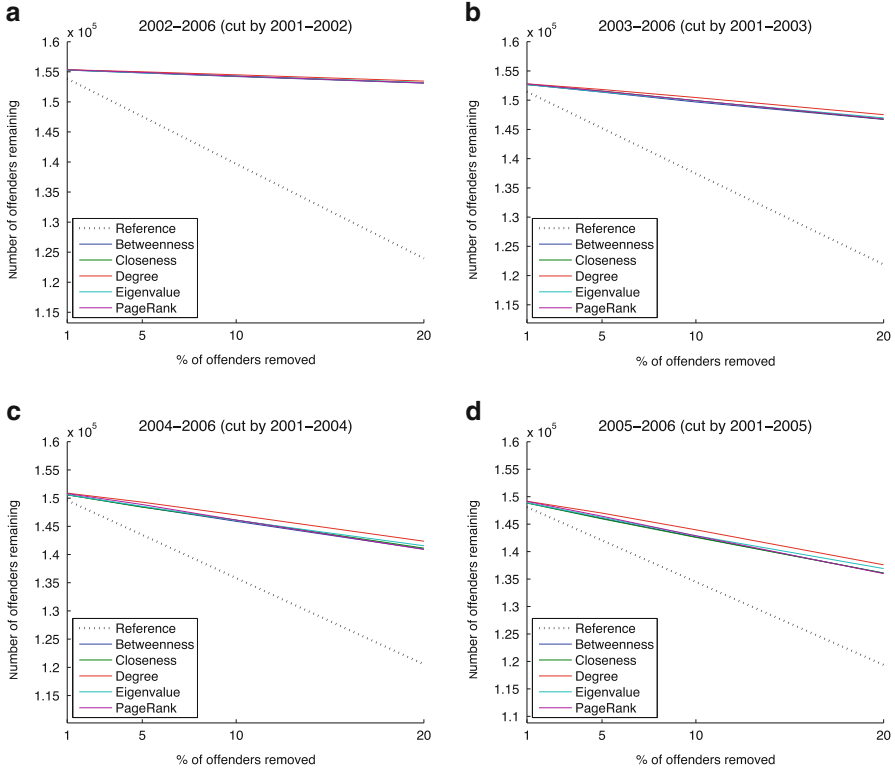 a
2002–2006 (cut by 2001–2002)
x 10⁵
Number of offenders remaining
1.6
1.55
1.5
1.45
1.4
1.35
1.3
1.25
1.2
1.15
Reference
Betweenness
Closeness
Degree
Eigenvalue
PageRank
1 5 10 20
% of offenders removed
b
2003–2006 (cut by 2001–2003)
x 10⁵
Number of offenders remaining
1.6
1.55
1.5
1.45
1.4
1.35
1.3
1.25
1.2
1.15
Reference
Betweenness
Closeness
Degree
Eigenvalue
PageRank
1 5 10 20
% of offenders removed
c
2004–2006 (cut by 2001–2004)
x 10⁵
Number of offenders remaining
1.6
1.55
1.5
1.45
1.4
1.35
1.3
1.25
1.2
1.15
Reference
Betweenness
Closeness
Degree
Eigenvalue
PageRank
1 5 10 20
% of offenders removed
d
2005–2006 (cut by 2001–2005)
x 10⁵
Number of offenders remaining
1.6
1.55
1.5
1.45
1.4
1.35
1.3
1.25
1.2
1.15
1.1
Reference
Betweenness
Closeness
Degree
Eigenvalue
PageRank
1 5 10 20
% of offenders removed